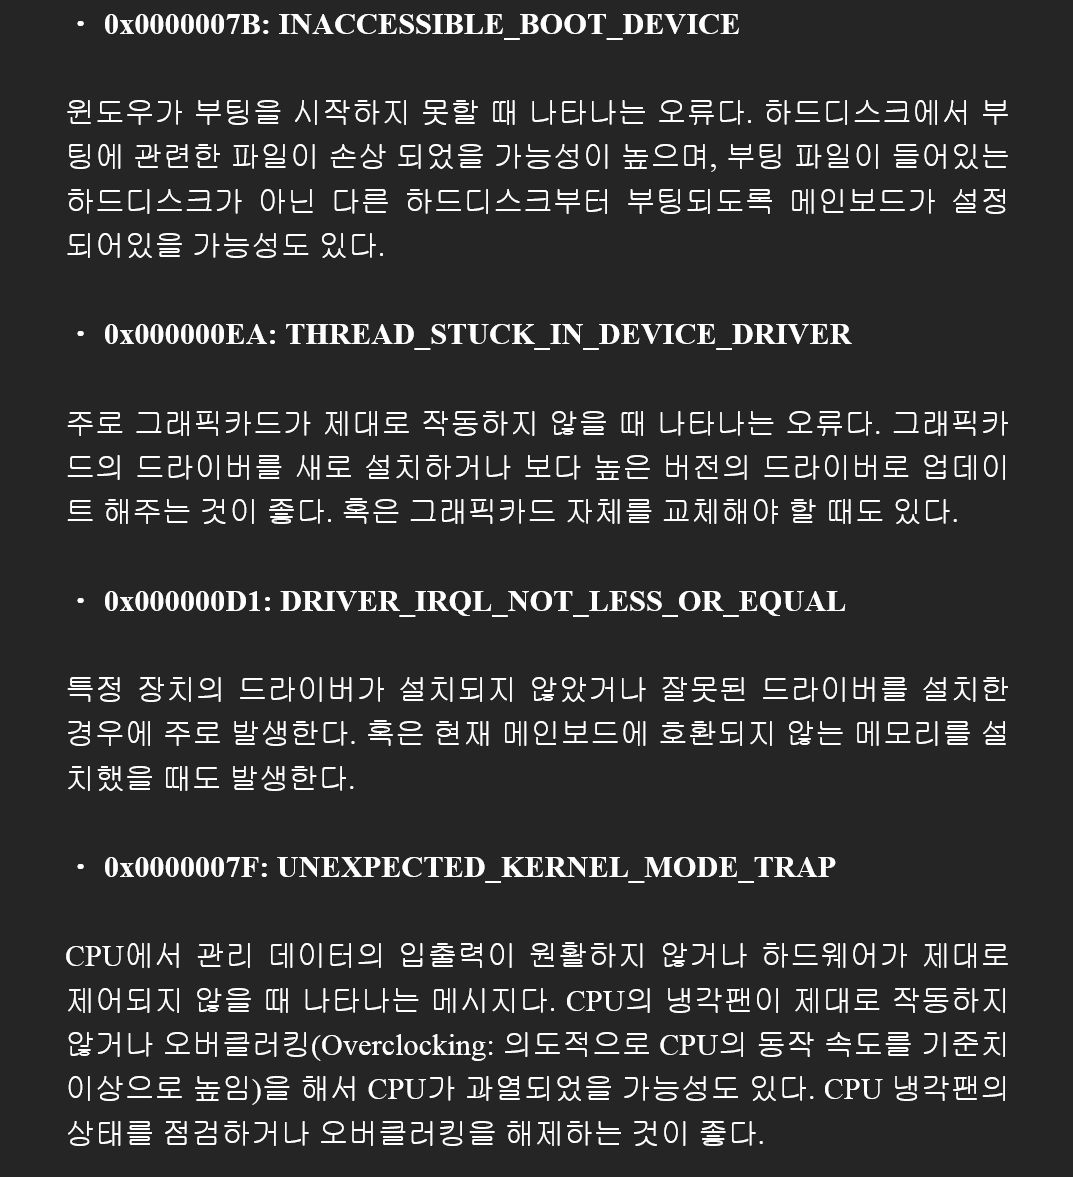 · 0x0000007B: INACCESSIBLE_BOOT_DEVICE
윈도우가 부팅을 시작하지 못할 때 나타나는 오류다. 하드디스크에서 부
팅에 관련한 파일이 손상 되었을 가능성이 높으며, 부팅 파일이 들어있는
하드디스크가 아닌 다른 하드디스크부터 부팅되도록 메인보드가 설정
되어있을 가능성도 있다.
· 0x000000EA: THREAD_STUCK_IN_DEVICE_DRIVER
주로 그래픽카드가 제대로 작동하지 않을 때 나타나는 오류다. 그래픽카
드의 드라이버를 새로 설치하거나 보다 높은 버전의 드라이버로 업데이
트 해주는 것이 좋다. 혹은 그래픽카드 자체를 교체해야 할 때도 있다.
· 0x000000D1: DRIVER_IRQL_NOT_LESS_OR_EQUAL
특정 장치의 드라이버가 설치되지 않았거나 잘못된 드라이버를 설치한
경우에 주로 발생한다. 혹은 현재 메인보드에 호환되지 않는 메모리를 설
치했을 때도 발생한다.
· 0x0000007F: UNEXPECTED_KERNEL_MODE_TRAP
CPU에서 관리 데이터의 입출력이 원활하지 않거나 하드웨어가 제대로
제어되지 않을 때 나타나는 메시지다. CPU의 냉각팬이 제대로 작동하지
않거나 오버클러킹(Overclocking: 의도적으로 CPU의 동작 속도를 기준치
이상으로 높임)을 해서 CPU가 과열되었을 가능성도 있다. CPU 냉각팬의
상태를 점검하거나 오버클러킹을 해제하는 것이 좋다.